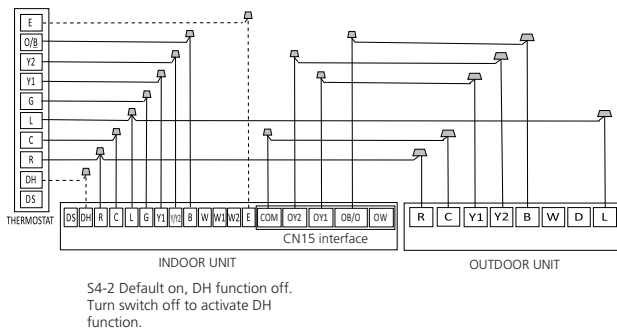 E
O/B
Y2
Y1
G
L
C
R
DH
DS
THERMOSTAT
DS DH R C L G Y1 Y/Y2 B W W1 W2 E COM OY2 OY1 OB/O OW
CN15 interface
R C Y1 Y2 B W D L
INDOOR UNIT
OUTDOOR UNIT
S4-2 Default on, DH function off.
Turn switch off to activate DH
function.